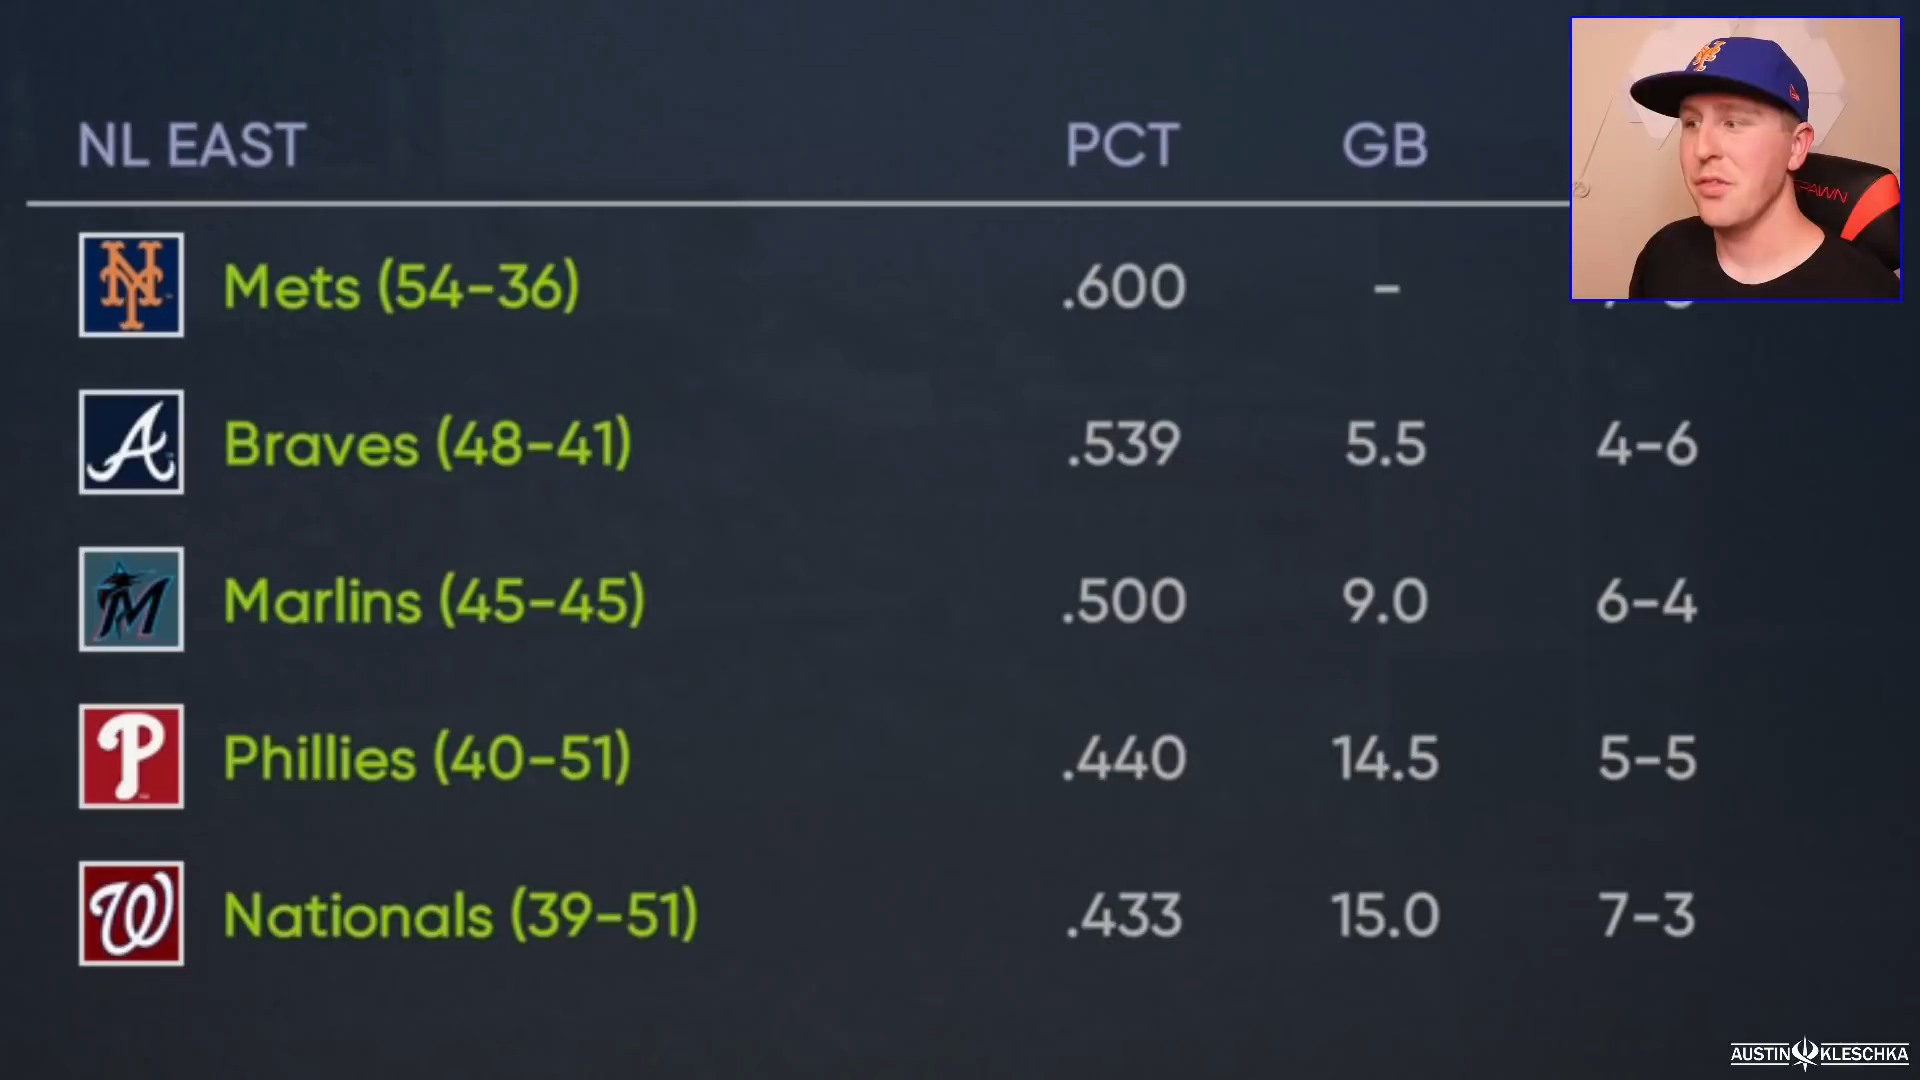 NL EAST PCT GB
Mets (54-36) .600 -
Braves (48-41) .539 5.5 4-6
Marlins (45-45) .500 9.0 6-4
Phillies (40-51) .440 14.5 5-5
Nationals (39-51) .433 15.0 7-3
AUSTIN KLESCHKA